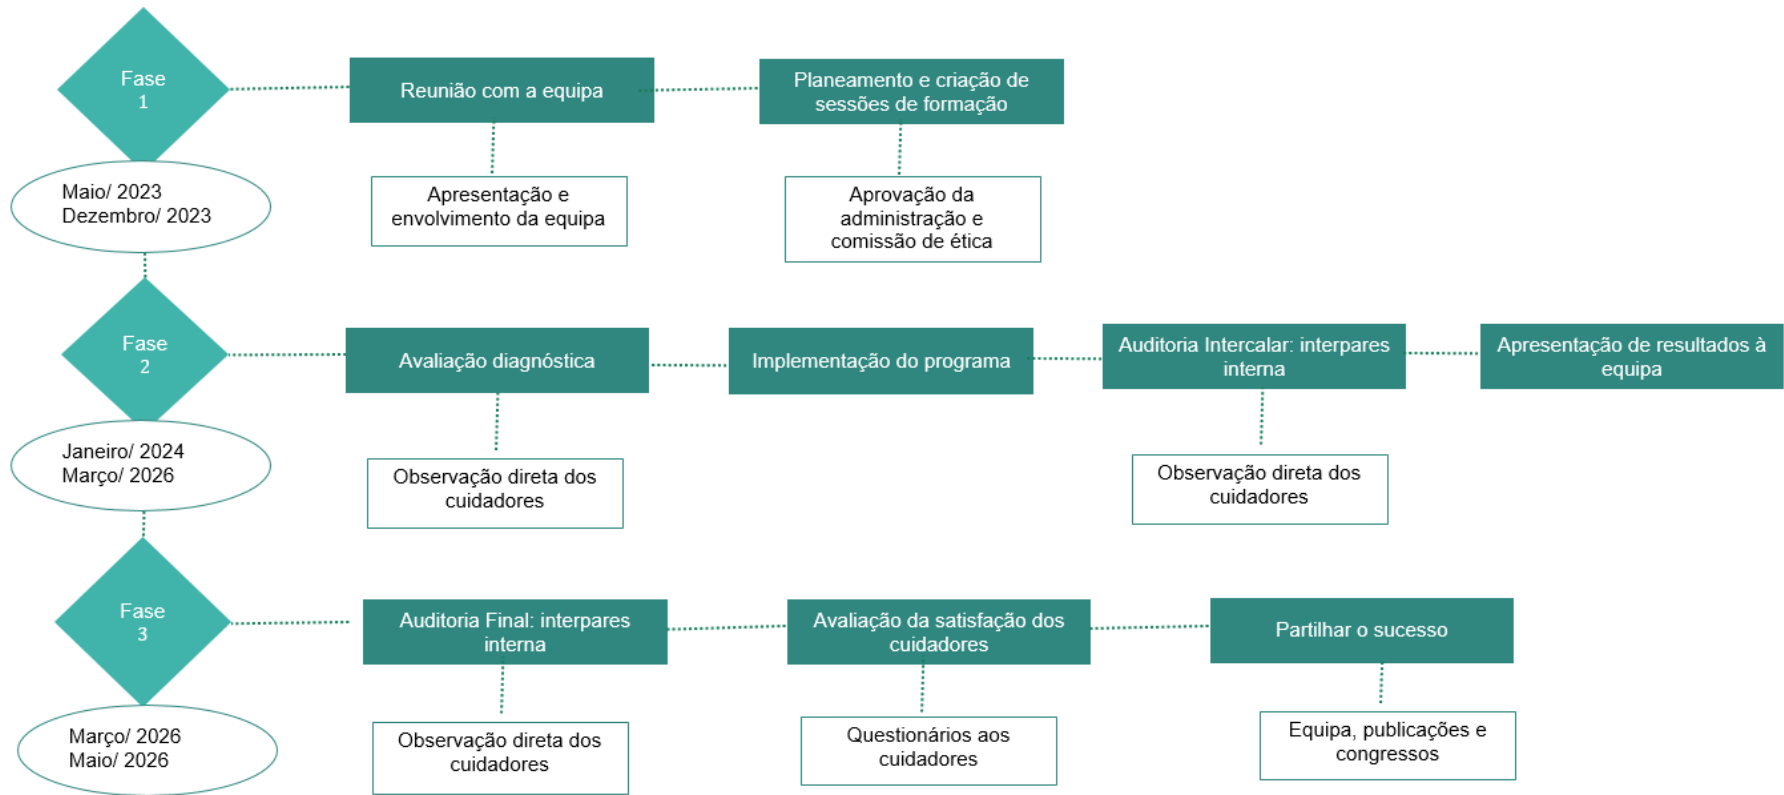 Fase
1
Reunião com a equipa
Planeamento e criação de
sessões de formação
Maio/ 2023
Dezembro/ 2023
Apresentação e
envolvimento da equipa
Aprovação da
administração e
comissão de ética
Fase
2
Avaliação diagnóstica
Implementação do programa
Auditoria Intercalar: interpares
interna
Apresentação de resultados à
equipa
Janeiro/ 2024
Março/ 2026
Observação direta dos
cuidadores
Observação direta dos
cuidadores
Fase
3
Auditoria Final: interpares
interna
Avaliação da satisfação dos
cuidadores
Partilhar o sucesso
Março/ 2026
Maio/ 2026
Observação direta dos
cuidadores
Questionários aos
cuidadores
Equipa, publicações e
congressos